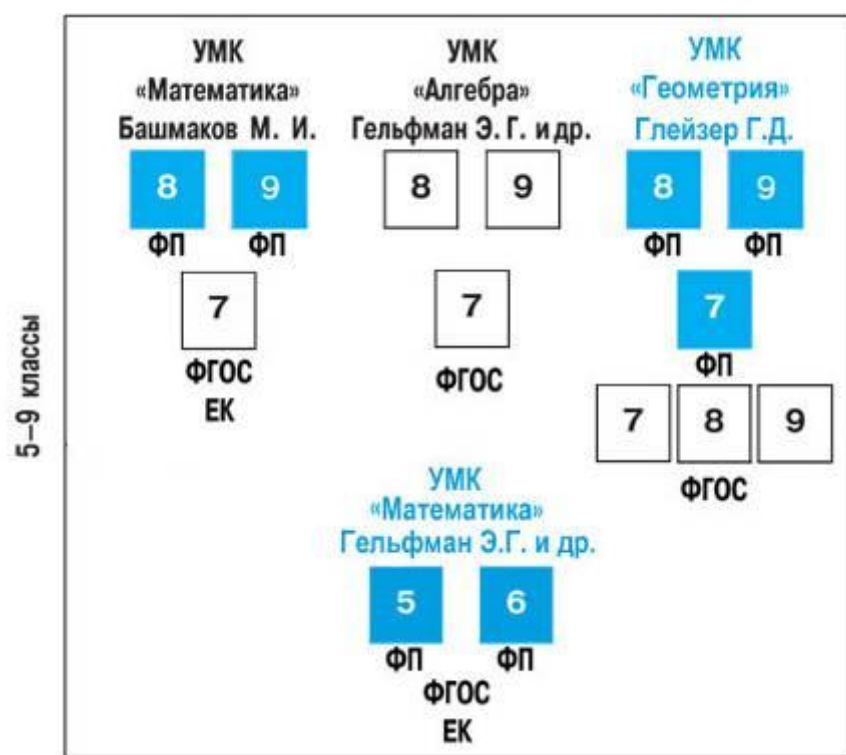 5–9 классы
УМК
«Математика»
Башмаков М. И.
8 9
ФП ФП
7
ФГОС
ЕК
УМК
«Алгебра»
Гельфман Э. Г. и др.
8 9
7
ФГОС
УМК
«Геометрия»
Глейзер Г.Д.
8 9
ФП ФП
7
ФП
7 8 9
ФГОС
УМК
«Математика»
Гельфман Э.Г. и др.
5 6
ФП ФП
ФГОС
ЕК